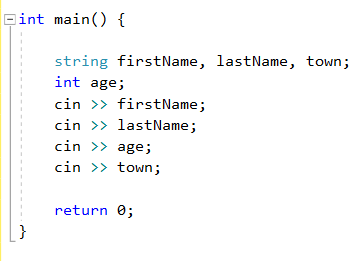 int main() {
string firstName, lastName, town;
int age;
cin >> firstName;
cin >> lastName;
cin >> age;
cin >> town;
return 0;
}